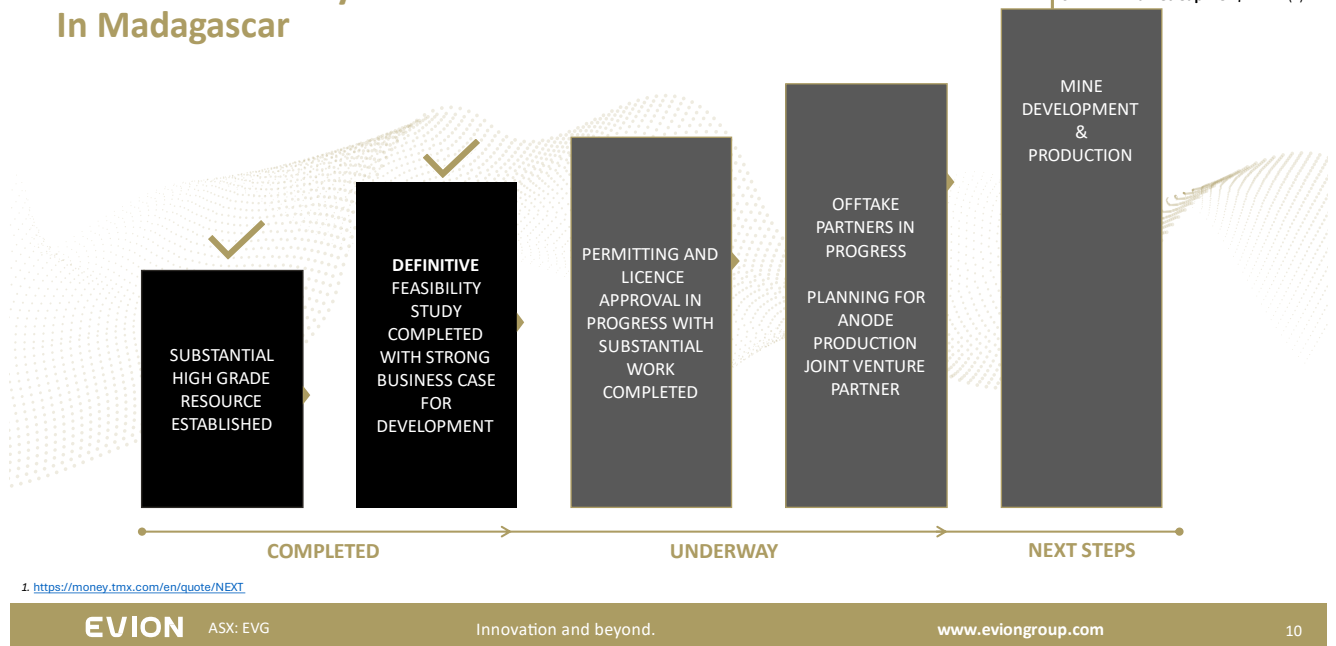 In Madagascar
MINE
DEVELOPMENT
&
PRODUCTION
OFFTAKE
PARTNERS IN
PROGRESS
PLANNING FOR
ANODE
PRODUCTION
JOINT VENTURE
PARTNER
PERMITTING AND
LICENCE
APPROVAL IN
PROGRESS WITH
SUBSTANTIAL
WORK
COMPLETED
DEFINITIVE
FEASIBILITY
STUDY
COMPLETED
WITH STRONG
BUSINESS CASE
FOR
DEVELOPMENT
SUBSTANTIAL
HIGH GRADE
RESOURCE
ESTABLISHED
COMPLETED
UNDERWAY
NEXT STEPS
1. https://money.tmx.com/en/quote/NEXT
EVION ASX: EVG Innovation and beyond. www.eviongroup.com 10